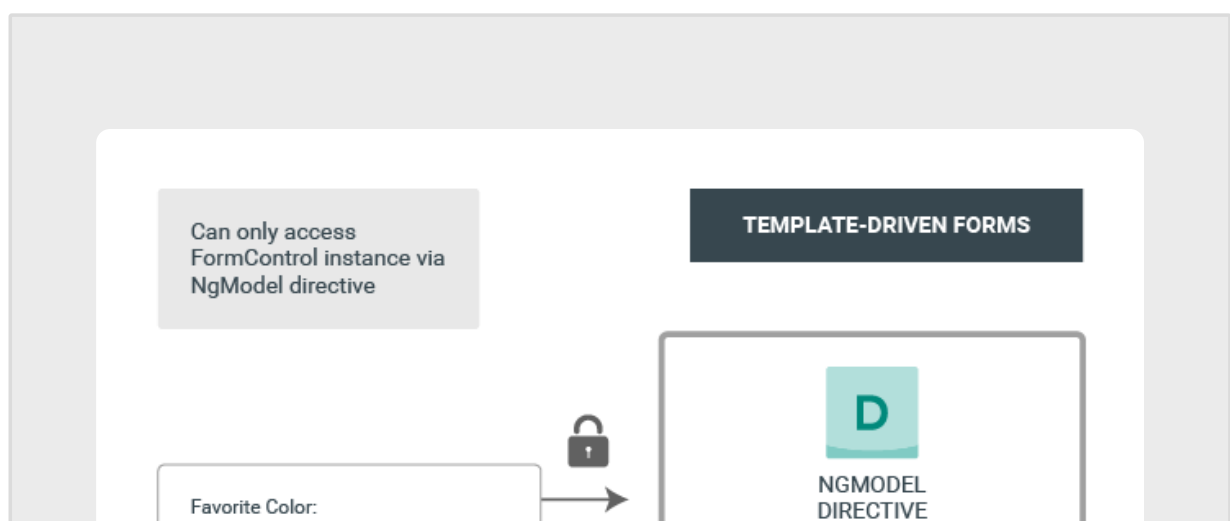 Can only access
FormControl instance via
NgModel directive
TEMPLATE-DRIVEN FORMS
D
NGMODEL
DIRECTIVE
Favorite Color: